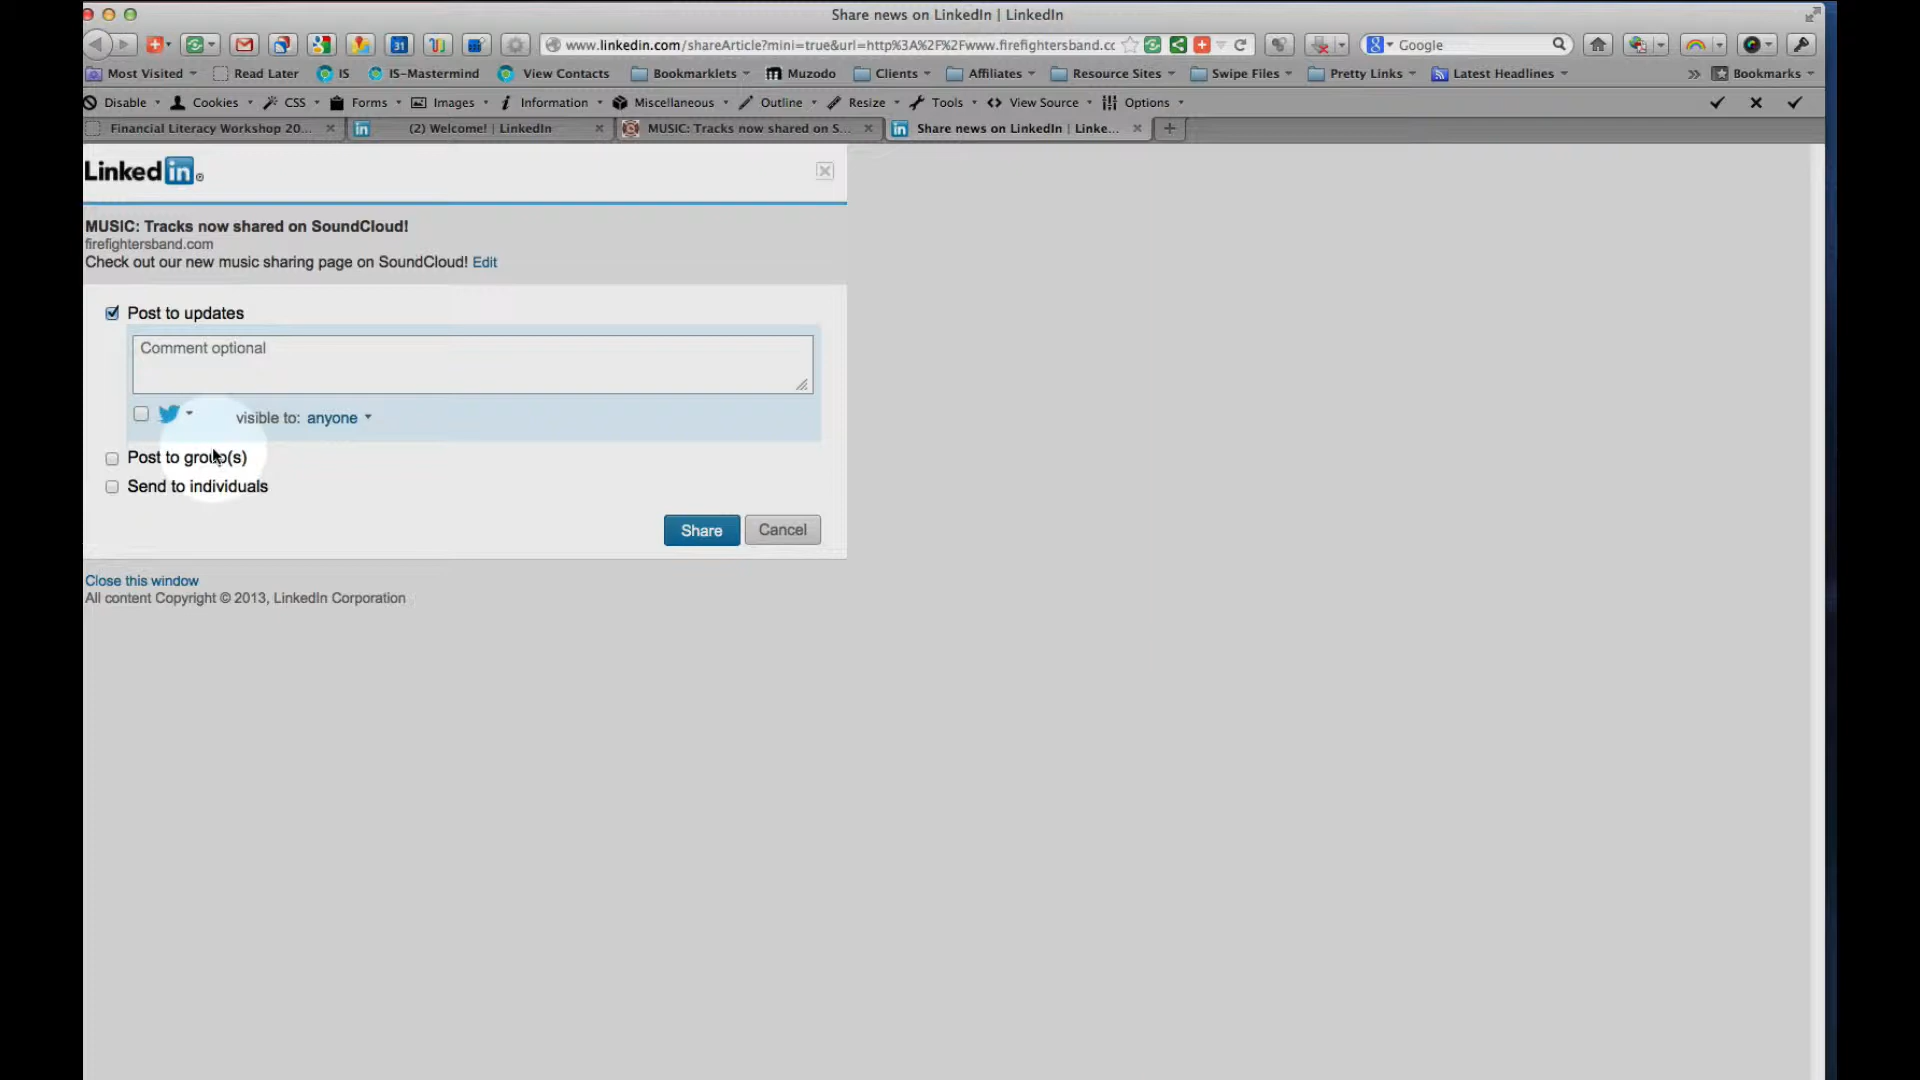 Share news on LinkedIn | LinkedIn
www.linkedin.com/shareArticle?mini=true&url=http%3A%2F%2Fwww.firefightersband.cc Google
Most Visited Read Later IS IS-Mastermind View Contacts Bookmarklets Muzodo Clients Affiliates Resource Sites Swipe Files Pretty Links Latest Headlines » Bookmarks
Disable Cookies CSS Forms Images Information Miscellaneous Outline Resize Tools View Source Options
Financial Literacy Workshop 20... (2) Welcome! | LinkedIn MUSIC: Tracks now shared on S... Share news on LinkedIn | Linke...
Linked in ®
MUSIC: Tracks now shared on SoundCloud!
firefightersband.com
Check out our new music sharing page on SoundCloud! Edit
Post to updates
Comment optional
visible to: anyone
Post to group(s)
Send to individuals
Share Cancel
Close this window
All content Copyright © 2013, LinkedIn Corporation